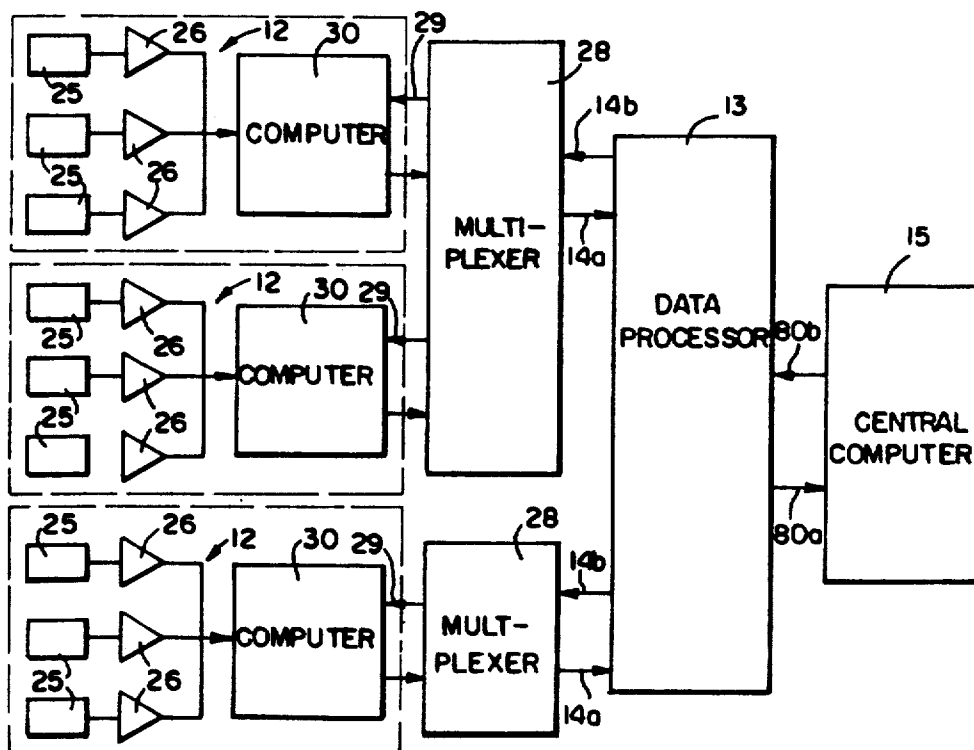 26
12
30
29
28
25
COMPUTER
14b
13
25
26
MULTI-
PLEXER
14a
15
12
30
29
25
26
DATA
PROCESSOR
80b
25
26
COMPUTER
25
26
CENTRAL
COMPUTER
80a
25
26
12
30
29
28
14b
COMPUTER
MULT-
PLEXER
25
26
14a